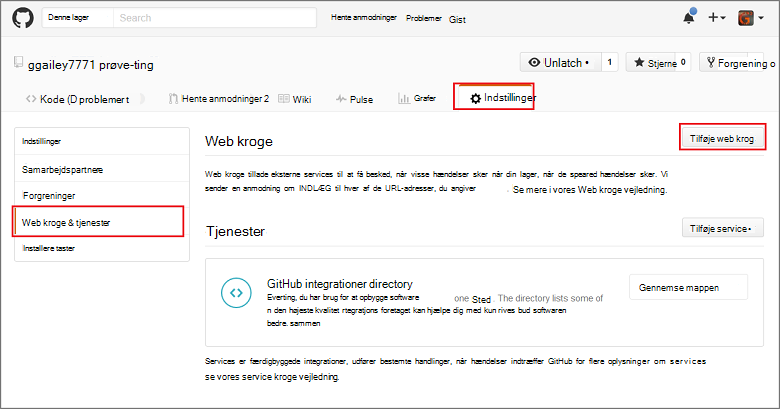 Denne lager Search Hente anmodninger Problemer Gist
ggailey7771 prøve-ting Unlatch • 1 Stjerne 0 Forgrening o
Kode (D problemer t Hente anmodninger 2 Wiki Pulse Grafer Indstillinger
Indstillinger
Samarbejdspartnere
Forgreninger
Web kroge & tjenester
Installere taster
Web kroge Tilføje web krog
Web kroge tillade eksterne services til at få besked, når visse hændelser sker når din lager, når de speared hændelser sker. Vi
sender en anmodning om INDLÆG til hver af de URL-adresser, du angiver . Se mere i vores Web kroge vejledning.
Tjenester Tilføje service•
GitHub integrationer directory Gennemse mappen
Everting, du har brug for at opbygge software one Sted . The directory lists some of
n den højeste kvalitet rtegratjons foretaget kan hjælpe dig med kun rives bud softwaren
bedre. sammen
Services er færdigbyggede integrationer, udfører bestemte handlinger, når hændelser indtræffer GitHub for flere oplysninger om services
se vores service kroge vejledning.